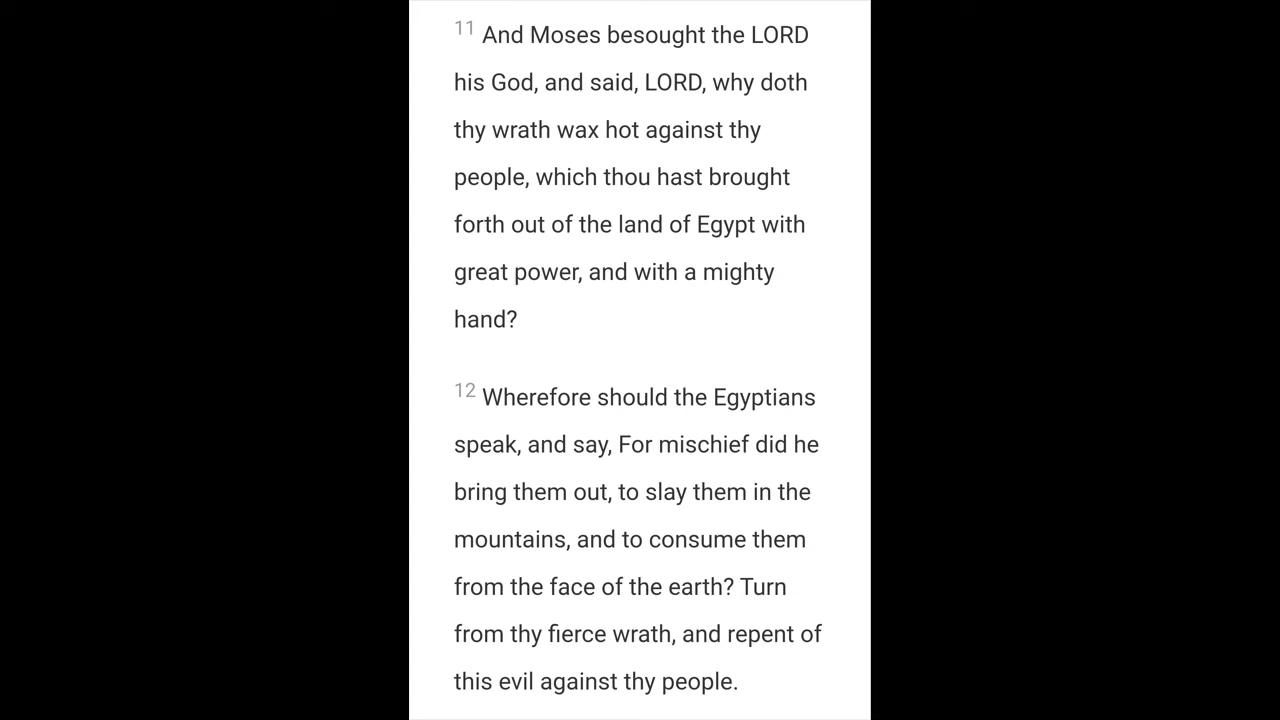 11 And Moses besought the LORD
his God, and said, LORD, why doth
thy wrath wax hot against thy
people, which thou hast brought
forth out of the land of Egypt with
great power, and with a mighty
hand?
12 Wherefore should the Egyptians
speak, and say, For mischief did he
bring them out, to slay them in the
mountains, and to consume them
from the face of the earth? Turn
from thy fierce wrath, and repent of
this evil against thy people.